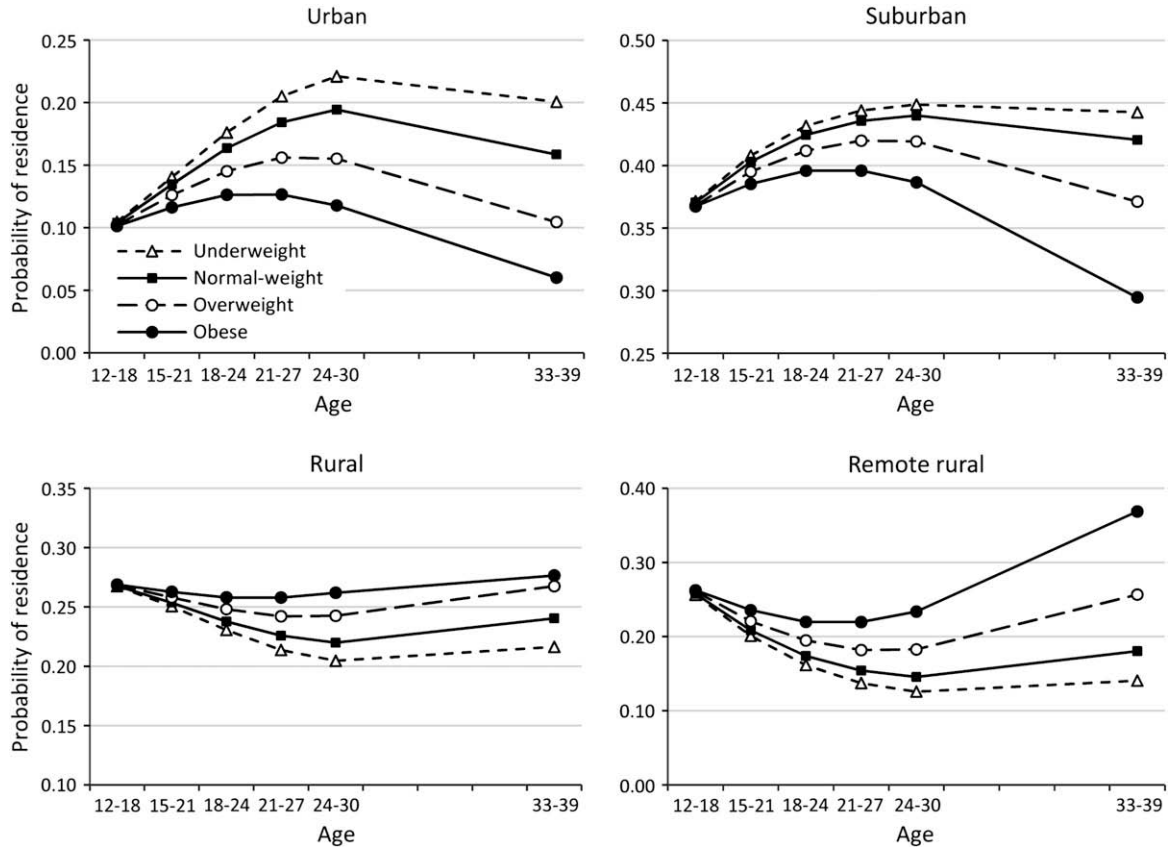 Urban
Probability of residence
0.25
0.20
0.15
0.10
0.05
0.00
Underweight
Normal-weight
Overweight
Obese
12-18 15-21 18-24 21-27 24-30 33-39
Age
Suburban
0.50
0.45
0.40
0.35
0.30
0.25
12-18 15-21 18-24 21-27 24-30 33-39
Age
Rural
Probability of residence
0.35
0.30
0.25
0.20
0.15
0.10
12-18 15-21 18-24 21-27 24-30 33-39
Age
Remote rural
0.40
0.30
0.20
0.10
0.00
12-18 15-21 18-24 21-27 24-30 33-39
Age